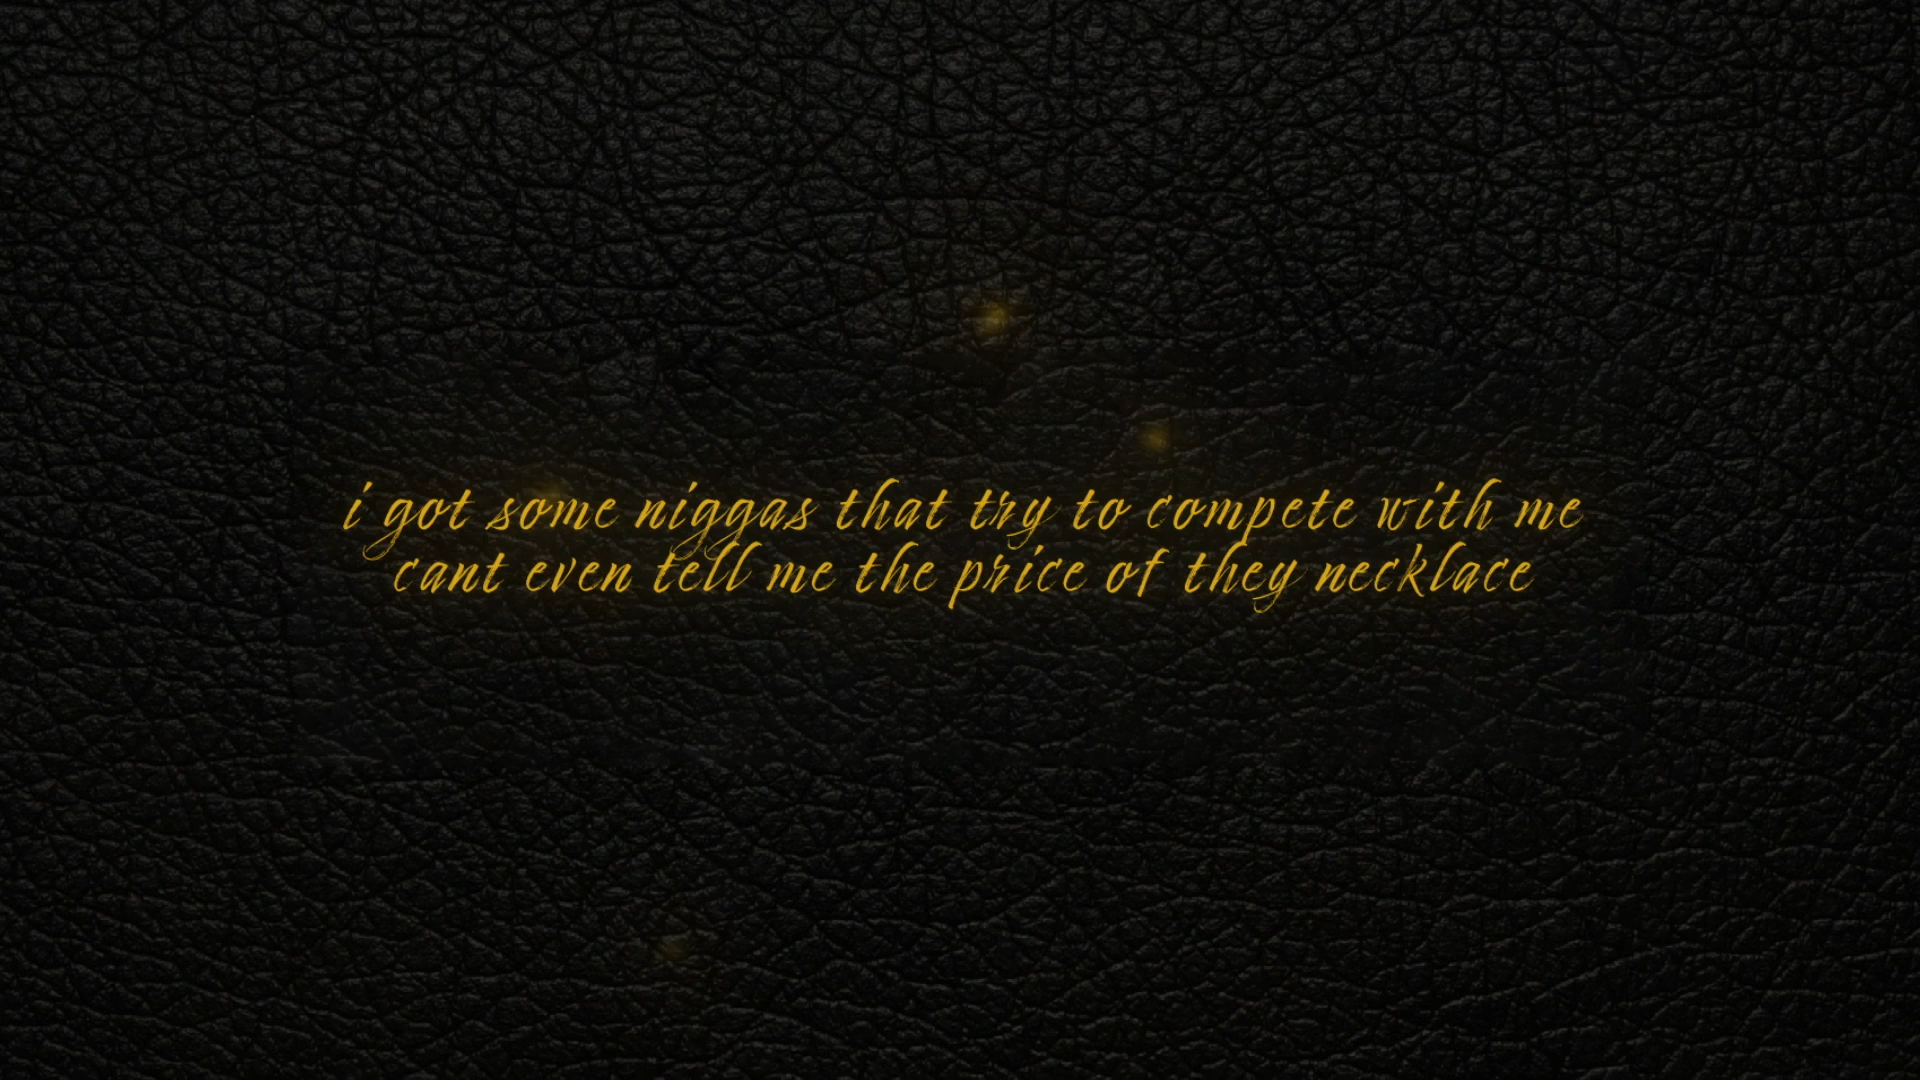 i got some niggas that try to compete with me
cant even tell me the price of they necklace